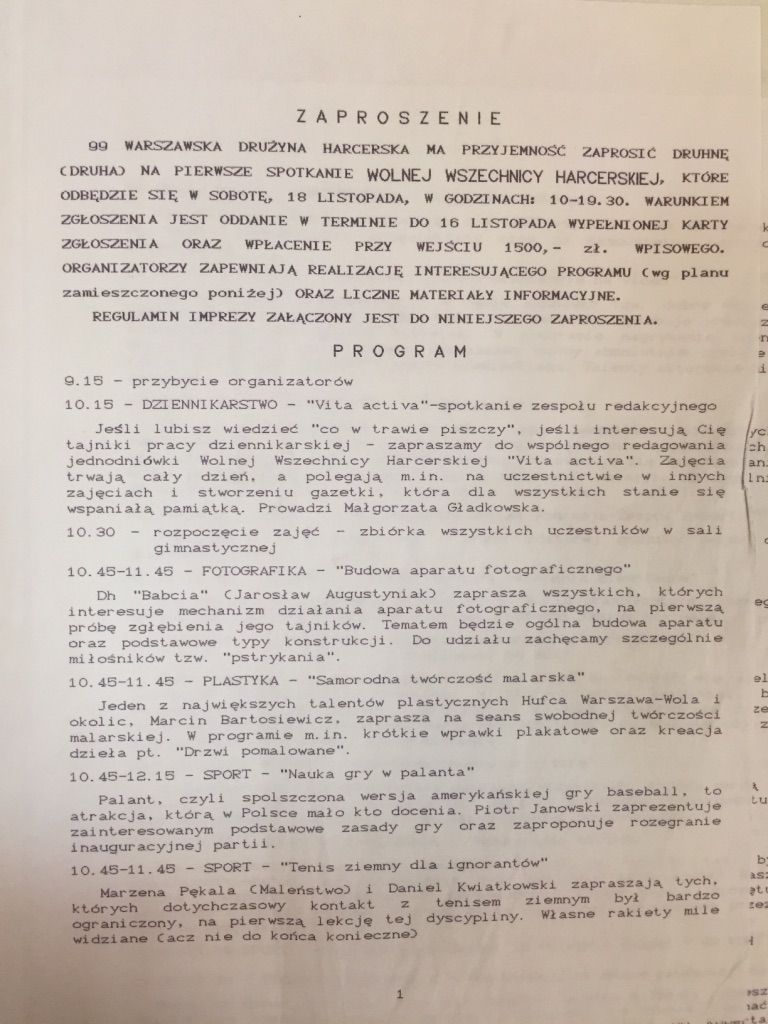 ZAPROSZENIE
99 WARSZAWSKA DRUŻYNA HARCERSKA MA PRZYJEMNOŚĆ ZAPROSIĆ DRUHNĘ
(DRUHA) NA PIERWSZE SPOTKANIE WOLNEJ WSZECHNICY HARCERSKIEJ, KTÓRE
ODBĘDZIE SIĘ W SOBOTĘ, 18 LISTOPADA, W GODZINACH: 10-19.30. WARUNKIEM
ZGŁOSZENIA JEST ODDANIE W TERMINIE DO 16 LISTOPADA WYPEŁNIONEJ KARTY
ZGŁOSZENIA ORAZ WPŁACENIE PRZY WEJŚCIU 1500,- zł. WPISOWEGO.
ORGANIZATORZY ZAPEWNIAJĄ REALIZACJĘ INTERESUJĄCEGO PROGRAMU (wg planu
zamieszczonego poniżej) ORAZ LICZNE MATERIAŁY INFORMACYJNE.
REGULAMIN IMPREZY ZAŁĄCZONY JEST DO NINIEJSZEGO ZAPROSZENIA.
PROGRAM
9.15 - przybycie organizatorów
10.15 - DZIENNIKARSTWO - "Vita activa"-spotkanie zespołu redakcyjnego
Jeśli lubisz wiedzieć "co w trawie piszczy", jeśli interesują Cię
tajniki pracy dziennikarskiej - zapraszamy do wspólnego redagowania
jednodniówki Wolnej Wszechnicy Harcerskiej "Vita activa". Zajęcia
trwają cały dzień, a polegają m.in. na uczestnictwie w innych
zajęciach i stworzeniu gazetki, która dla wszystkich stanie się
wspaniałą pamiątką. Prowadzi Małgorzata Gładkowska.
10.30 - rozpoczęcie zajęć - zbiórka wszystkich uczestników w sali
gimnastycznej
10.45-11.45 - FOTOGRAFIKA - "Budowa aparatu fotograficznego"
Dh "Babcia" (Jarosław Augustyniak) zaprasza wszystkich, których
interesuje mechanizm działania aparatu fotograficznego, na pierwszą
próbę zgłębienia jego tajników. Tematem będzie ogólna budowa aparatu
oraz podstawowe typy konstrukcji. Do udziału zachęcamy szczególnie
miłośników tzw. "pstrykania".
10.45-11.45 - PLASTYKA - "Samorodna twórczość malarska"
Jeden z największych talentów plastycznych Hufca Warszawa-Wola i
okolic, Marcin Bartosiewicz, zaprasza na seans swobodnej twórczości
malarskiej. W programie m.in. krótkie wprawki plakatowe oraz kreacja
dzieła pt. "Drzwi pomalowane".
10.45-12.15 - SPORT - "Nauka gry w palanta"
Palant, czyli spolszczona wersja amerykańskiej gry baseball, to
atrakcja, którą w Polsce mało kto docenia. Piotr Janowski zaprezentuje
zainteresowanym podstawowe zasady gry oraz zaproponuje rozegranie
inauguracyjnej partii.
10.45-11.45 - SPORT - "Tenis ziemny dla ignorantów"
Marzena Pękala (Maleństwo) i Daniel Kwiatkowski zapraszają tych,
których dotychczasowy kontakt z tenisem ziemnym był bardzo
ograniczony, na pierwszą lekcję tej dyscypliny. Własne rakiety mile
widziane (acz nie do końca konieczne)
1